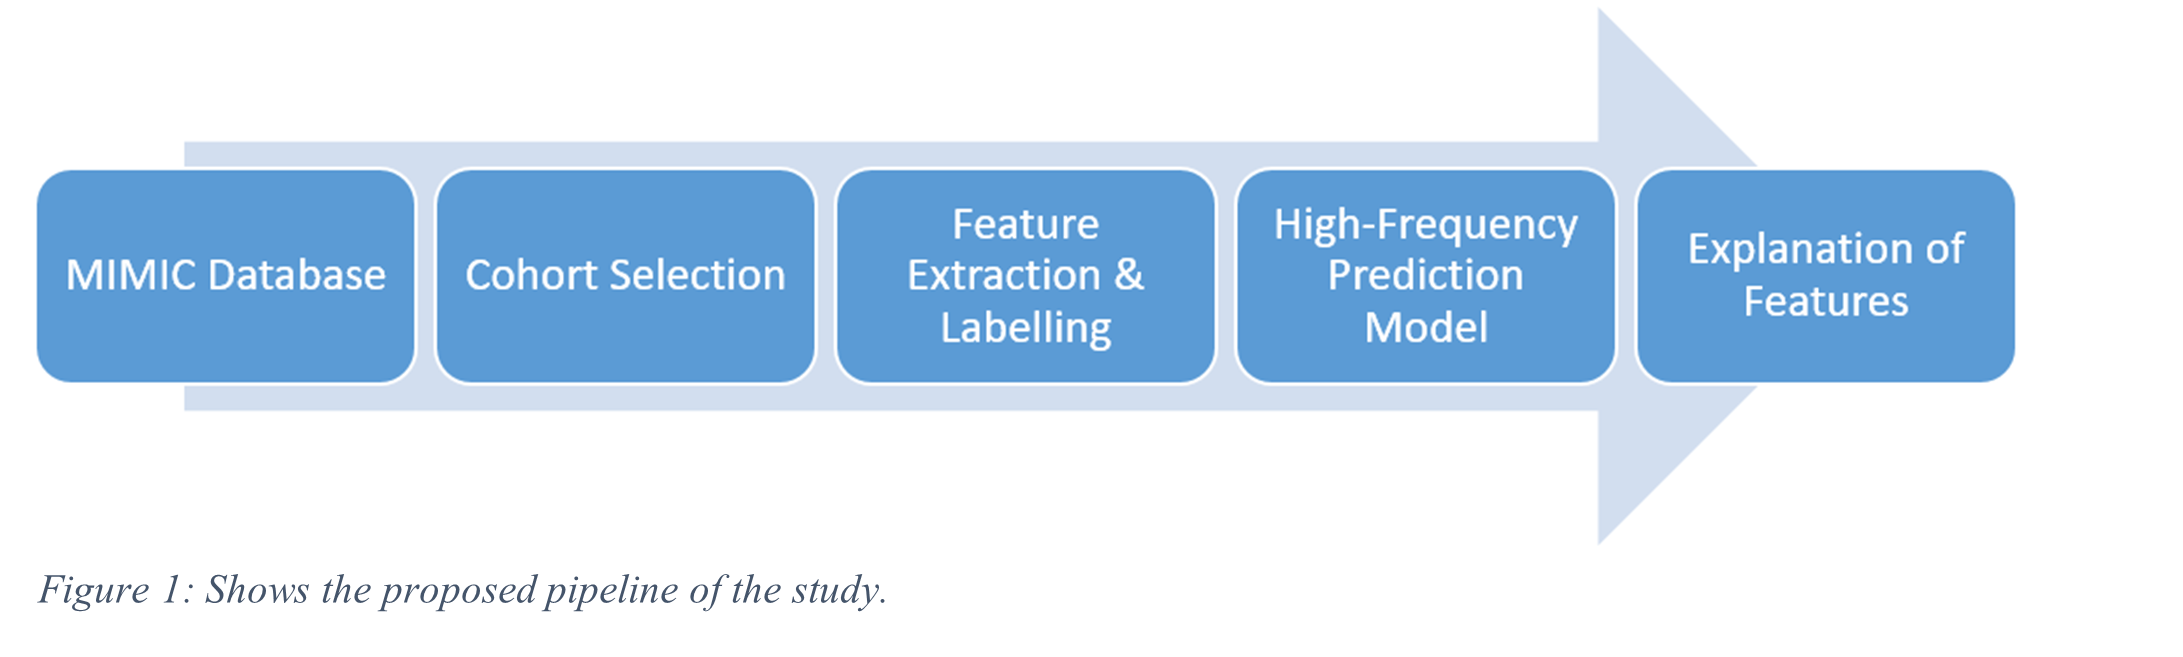 MIMIC Database
Cohort Selection
Feature
Extraction &
Labelling
High-Frequency
Prediction
Model
Explanation of
Features
Figure 1: Shows the proposed pipeline of the study.